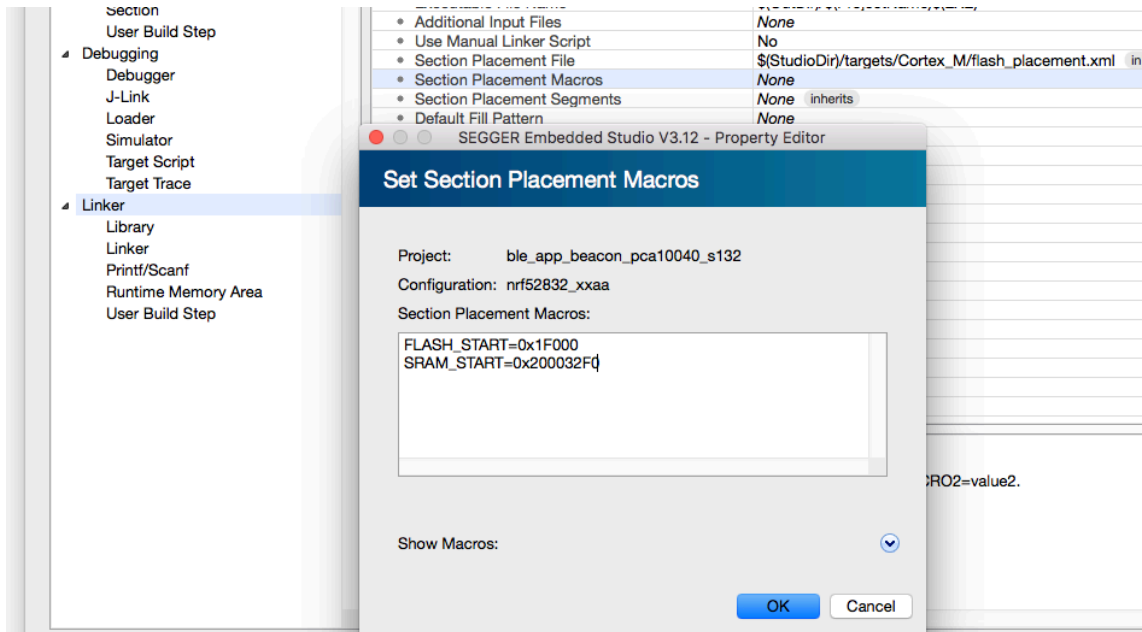 Section
User Build Step
Debugging
Debugger
J-Link
Loader
Simulator
Target Script
Target Trace
Linker
Library
Linker
Printf/Scanf
Runtime Memory Area
User Build Step
Additional Input Files None
Use Manual Linker Script No
Section Placement File $(StudioDir)/targets/Cortex_M/flash_placement.xml in
Section Placement Macros None
Section Placement Segments None inherits
Default Fill Pattern None
SEGGER Embedded Studio V3.12 - Property Editor
Set Section Placement Macros
Project: ble_app_beacon_pca10040_s132
Configuration: nrf52832_xxaa
Section Placement Macros:
FLASH_START=0x1F000
SRAM_START=0x200032F0
CRO2=value2.
Show Macros:
OK Cancel